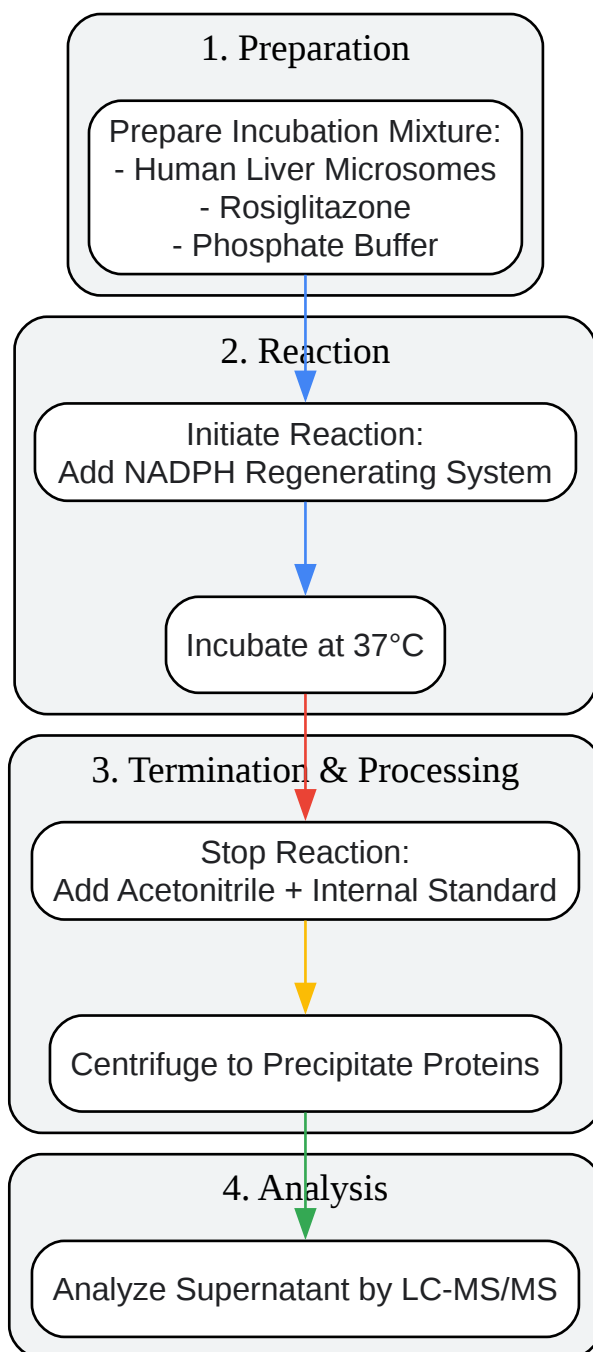 1. Preparation
Prepare Incubation Mixture:
- Human Liver Microsomes
- Rosiglitazone
- Phosphate Buffer
2. Reaction
Initiate Reaction:
Add NADPH Regenerating System
Incubate at 37°C
3. Termination & Processing
Stop Reaction:
Add Acetonitrile + Internal Standard
Centrifuge to Precipitate Proteins
4. Analysis
Analyze Supernatant by LC-MS/MS